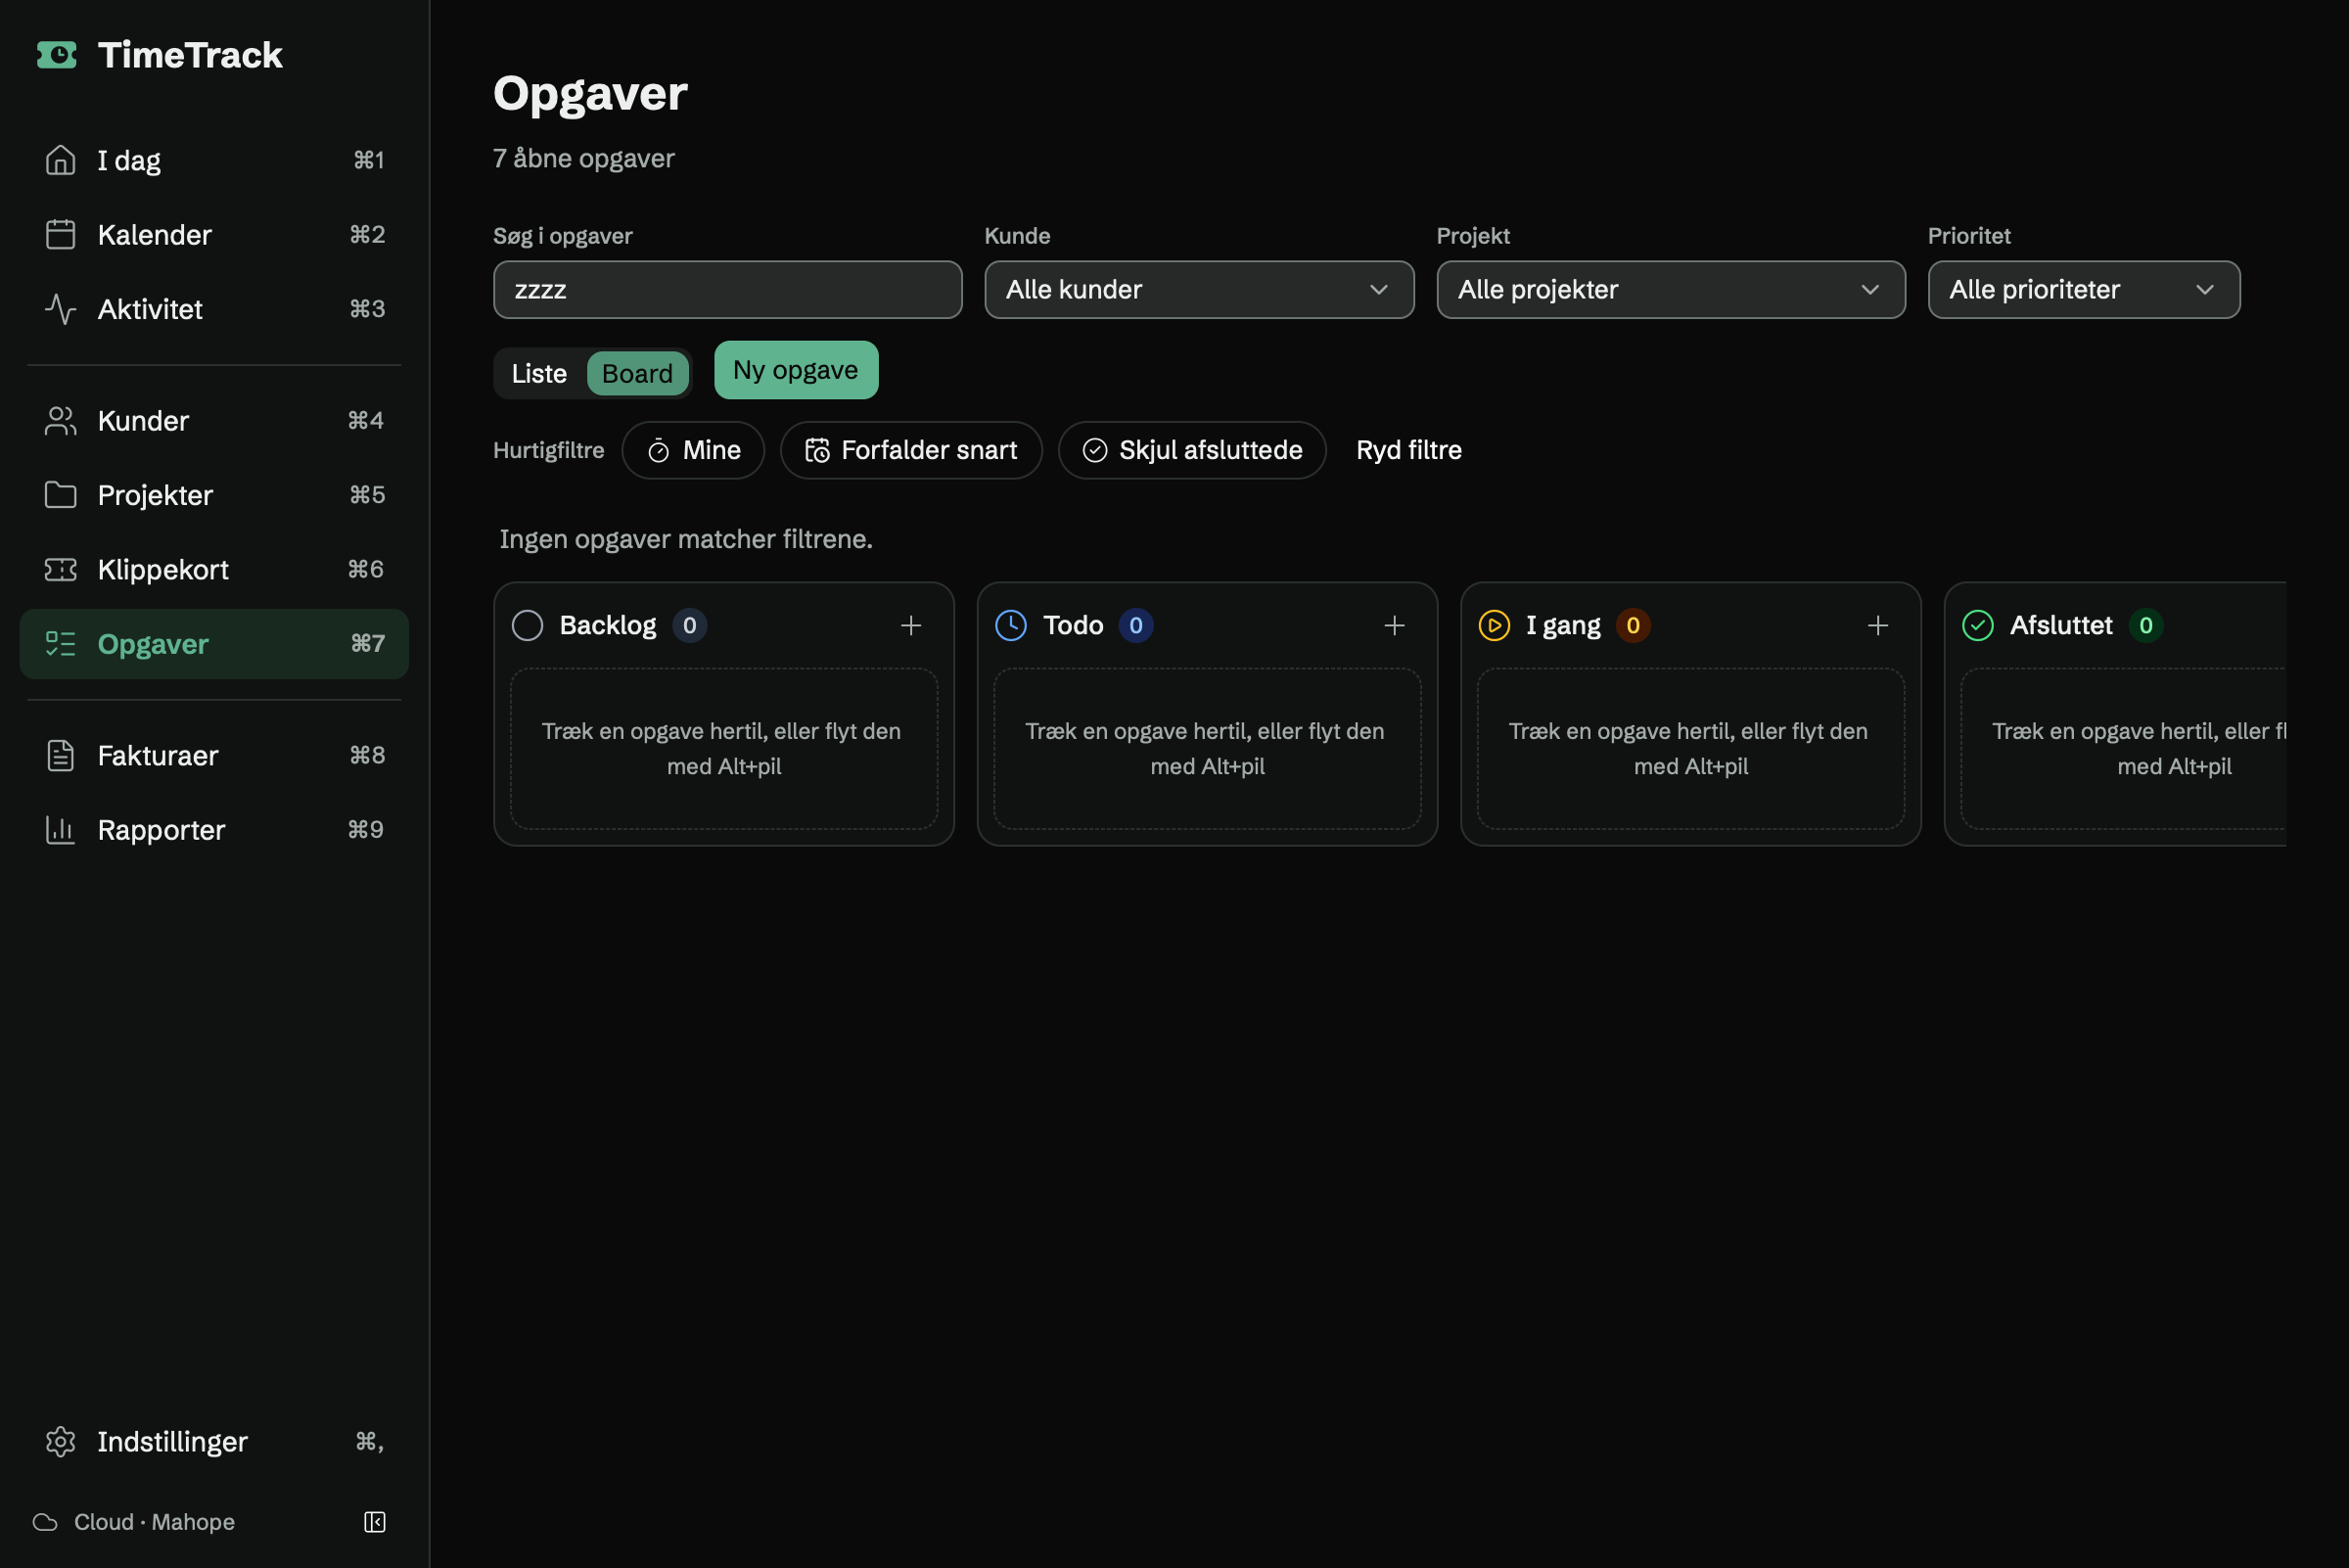 TimeTrack
I dag ⌘1
Kalender ⌘2
Aktivitet ⌘3
Kunder ⌘4
Projekter ⌘5
Klippekort ⌘6
Opgaver ⌘7
Fakturaer ⌘8
Rapporter ⌘9
Indstillinger ⌘,
Cloud · Mahope
Opgaver
7 åbne opgaver
Søg i opgaver Kunde Projekt Prioritet
zzzz Alle kunder Alle projekter Alle prioriteter
Liste Board Ny opgave
Hurtigfiltre Mine Forfalder snart Skjul afsluttede Ryd filtre
Ingen opgaver matcher filtrene.
Backlog 0
Træk en opgave hertil, eller flyt den
med Alt+pil
Todo 0
Træk en opgave hertil, eller flyt den
med Alt+pil
I gang 0
Træk en opgave hertil, eller flyt den
med Alt+pil
Afsluttet 0
Træk en opgave hertil, eller fl
med Alt+pil